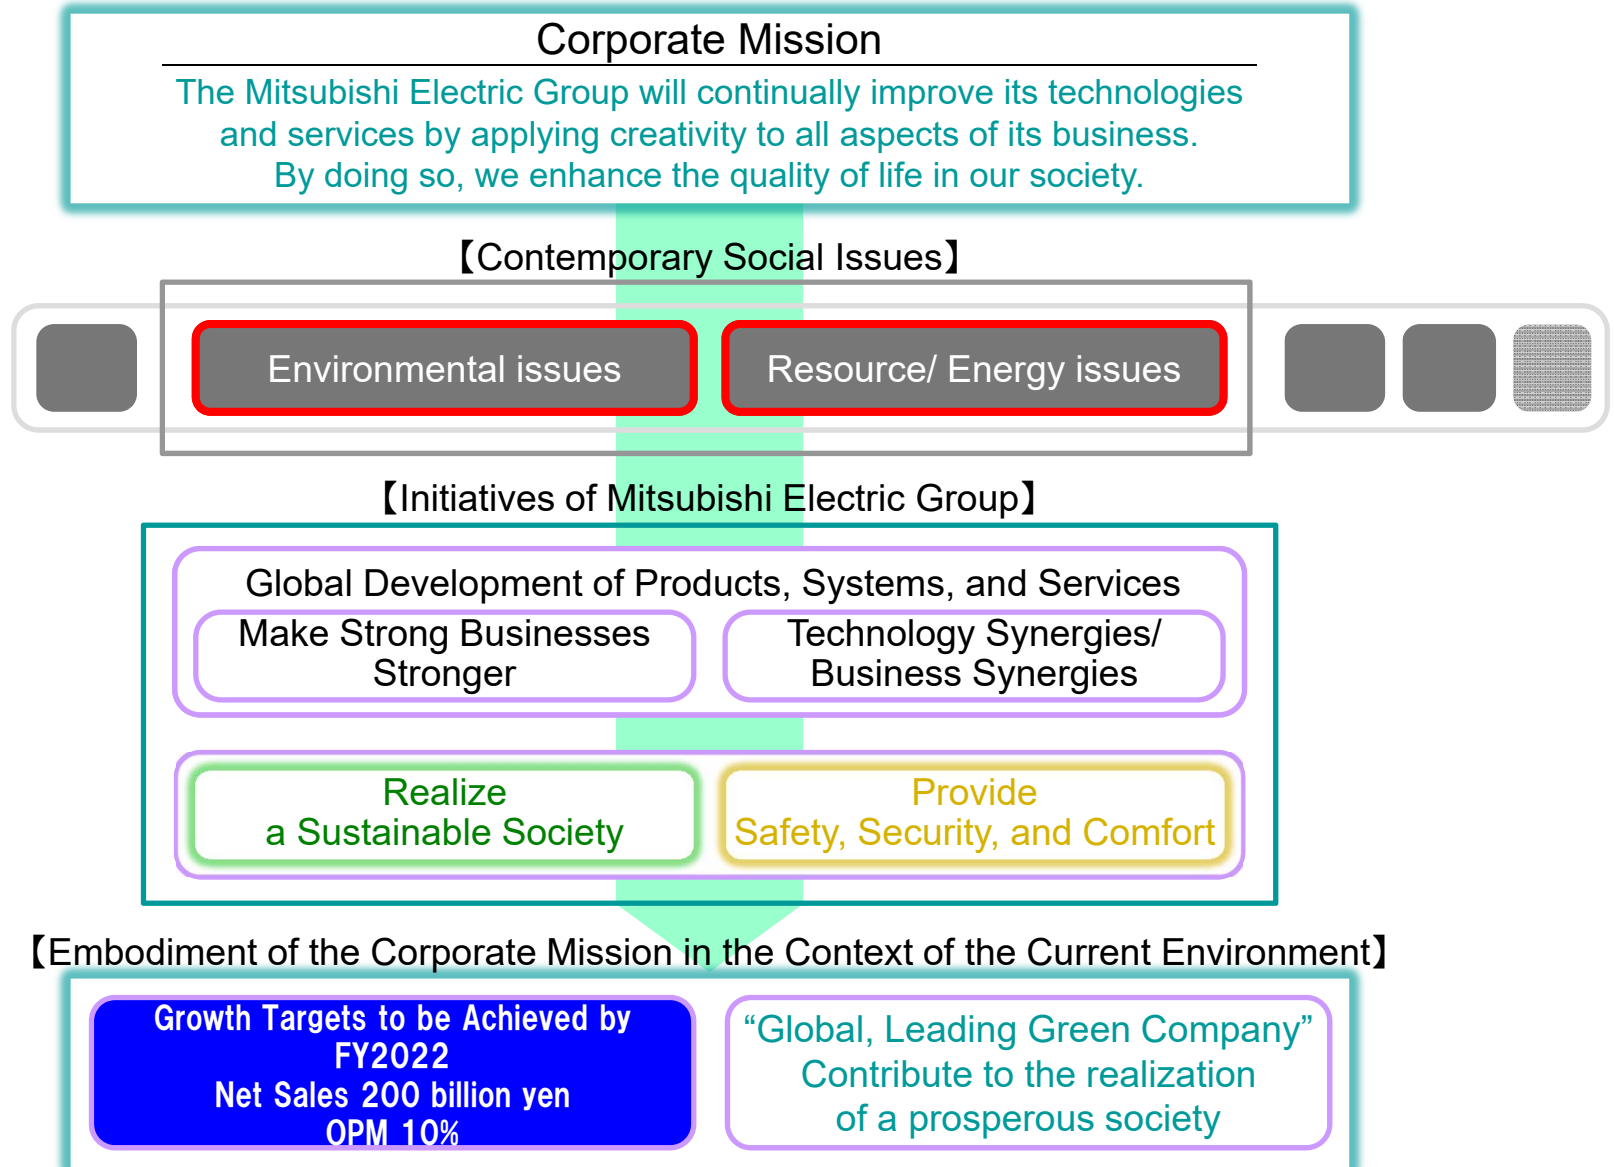 Corporate Mission
The Mitsubishi Electric Group will continually improve its technologies
and services by applying creativity to all aspects of its business.
By doing so, we enhance the quality of life in our society.
【Contemporary Social Issues】
Environmental issues
Resource/ Energy issues
【Initiatives of Mitsubishi Electric Group】
Global Development of Products, Systems, and Services
Make Strong Businesses
Stronger
Technology Synergies/
Business Synergies
Realize
a Sustainable Society
Provide
Safety, Security, and Comfort
【Embodiment of the Corporate Mission in the Context of the Current Environment】
Growth Targets to be Achieved by
FY2022
Net Sales 200 billion yen
OPM 10%
“Global, Leading Green Company”
Contribute to the realization
of a prosperous society